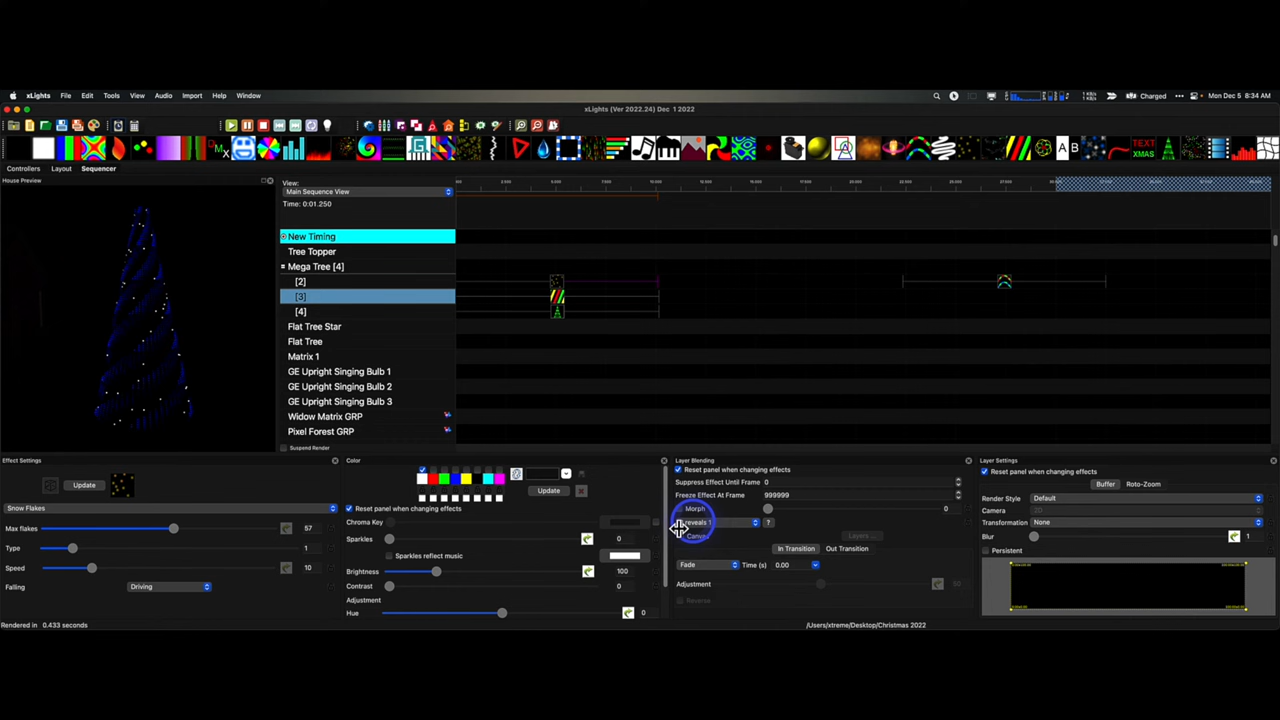 xLights File Edit Tools View Audio Import Help Window Charged Mon Dec 5 8:34 AM
xLights (Ver 2022.24) Dec 1 2022
Controllers Layout Sequencer
House Preview
View:
Main Sequence View
Time: 0:01.250
New Timing
Tree Topper
Mega Tree [4]
[2]
[3]
[4]
Flat Tree Star
Flat Tree
Matrix 1
GE Upright Singing Bulb 1
GE Upright Singing Bulb 2
GE Upright Singing Bulb 3
Widow Matrix GRP
Pixel Forest GRP
Suspend Render
Effect Settings
Update
Snow Flakes
Max flakes 57
Type 1
Speed 10
Falling Driving
Color
Update
Reset panel when changing effects
Chroma Key
Sparkles 0
Sparkles reflect music
Brightness 100
Contrast 0
Adjustment
Hue 0
Layer Blending
Reset panel when changing effects
Suppress Effect Until Frame 0
Freeze Effect At Frame 999999
Morph 0
reveals 1 ?
Canvas Layers...
In Transition Out Transition
Fade Time (s) 0.00
Adjustment 50
Reverse
Layer Settings
Reset panel when changing effects
Buffer Roto-Zoom
Render Style Default
Camera 2D
Transformation None
Blur 1
Persistent
Rendered in 0.433 seconds /Users/xtreme/Desktop/Christmas 2022